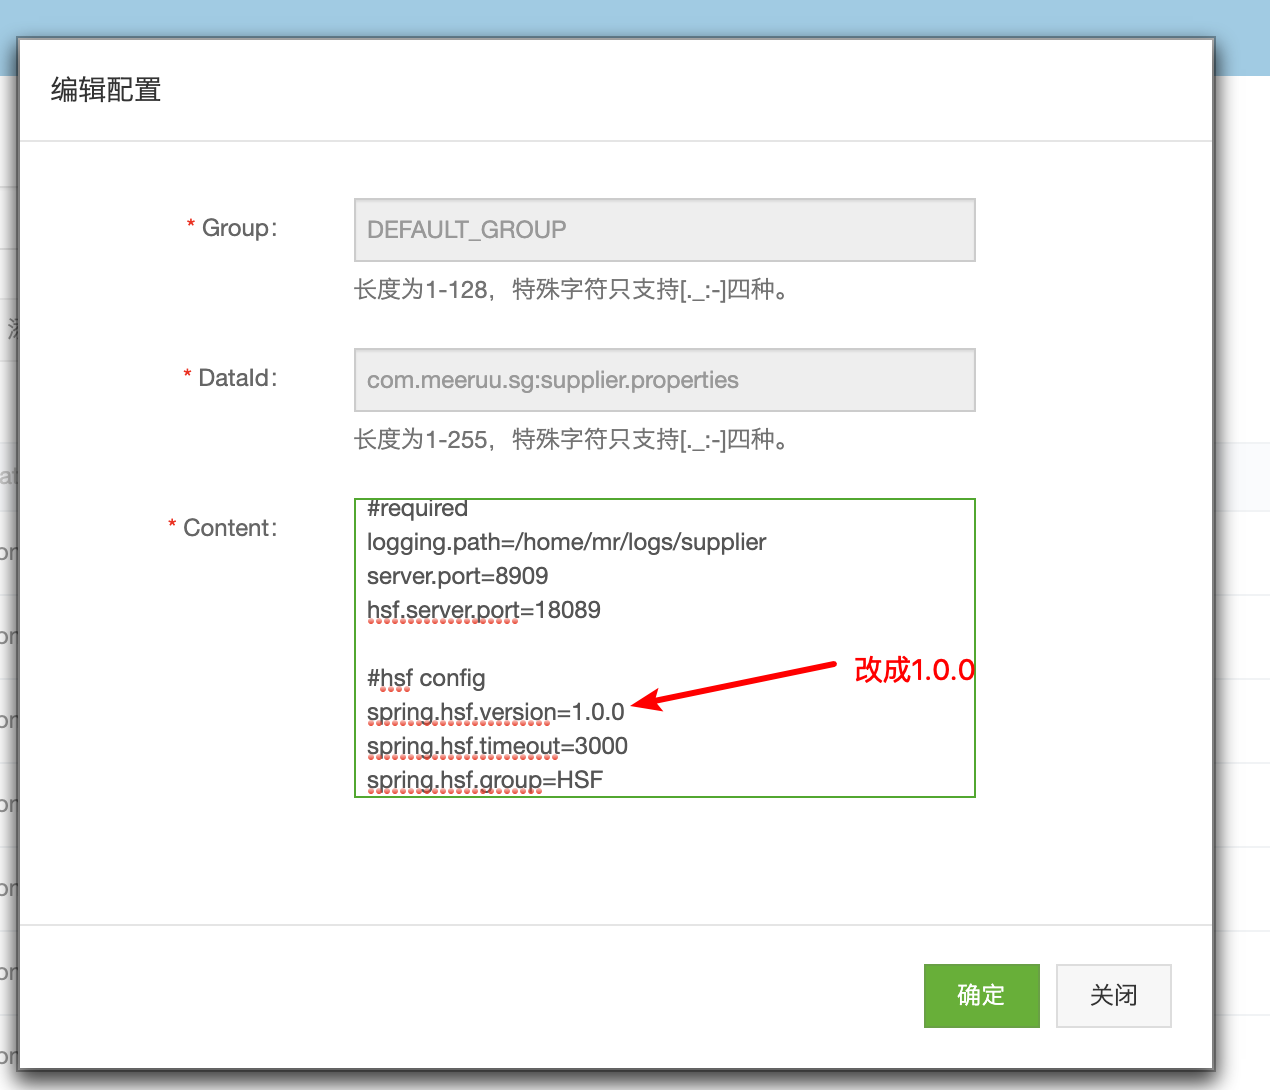 编辑配置
* Group:
DEFAULT_GROUP
长度为1-128，特殊字符只支持[._:-]四种。
* DataId:
com.meeruu.sg:supplier.properties
长度为1-255，特殊字符只支持[._:-]四种。
* Content:
#required
logging.path=/home/mr/logs/supplier
server.port=8909
hsf.server.port=18089
#hsf config
改成1.0.0
spring.hsf.version=1.0.0
spring.hsf.timeout=3000
spring.hsf.group=HSF
确定
关闭